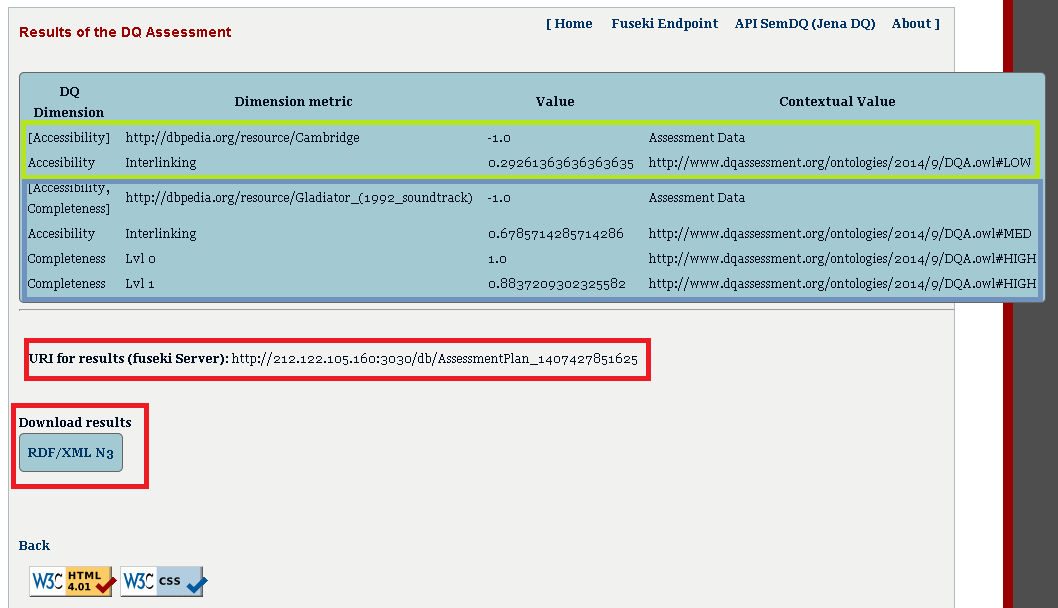 Results of the DQ Assessment
[ Home Fuseki Endpoint API SemDQ (Jena DQ) About ]
DQ Dimension Dimension metric Value Contextual Value
[Accessibility] http://dbpedia.org/resource/Cambridge -1.0 Assessment Data
Accesibility Interlinking 0.29261363636363635 http://www.dqassessment.org/ontologies/2014/9/DQA.owl#LOW
[Accessibility, Completeness] http://dbpedia.org/resource/Gladiator_(1992_soundtrack) -1.0 Assessment Data
Accesibility Interlinking 0.6785714285714286 http://www.dqassessment.org/ontologies/2014/9/DQA.owl#MED
Completeness Lvl 0 1.0 http://www.dqassessment.org/ontologies/2014/9/DQA.owl#HIGH
Completeness Lvl 1 0.8837209302325582 http://www.dqassessment.org/ontologies/2014/9/DQA.owl#HIGH
URI for results (fuseki Server): http://212.122.105.160:3030/db/AssessmentPlan_1407427851625
Download results
RDF/XML N3
Back
W3C HTML 4.01 W3C css